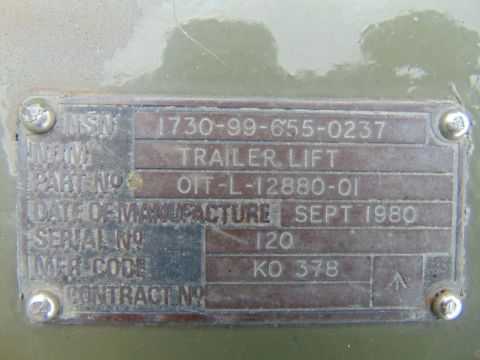 NSN 1730-99-655-0237
NOM TRAILER LIFT
PART Nº 01T-L-12880-01
DATE OF MANUFACTURE SEPT 1980
SERIAL Nº 120
MFR CODE KO 378
CONTRACT Nº